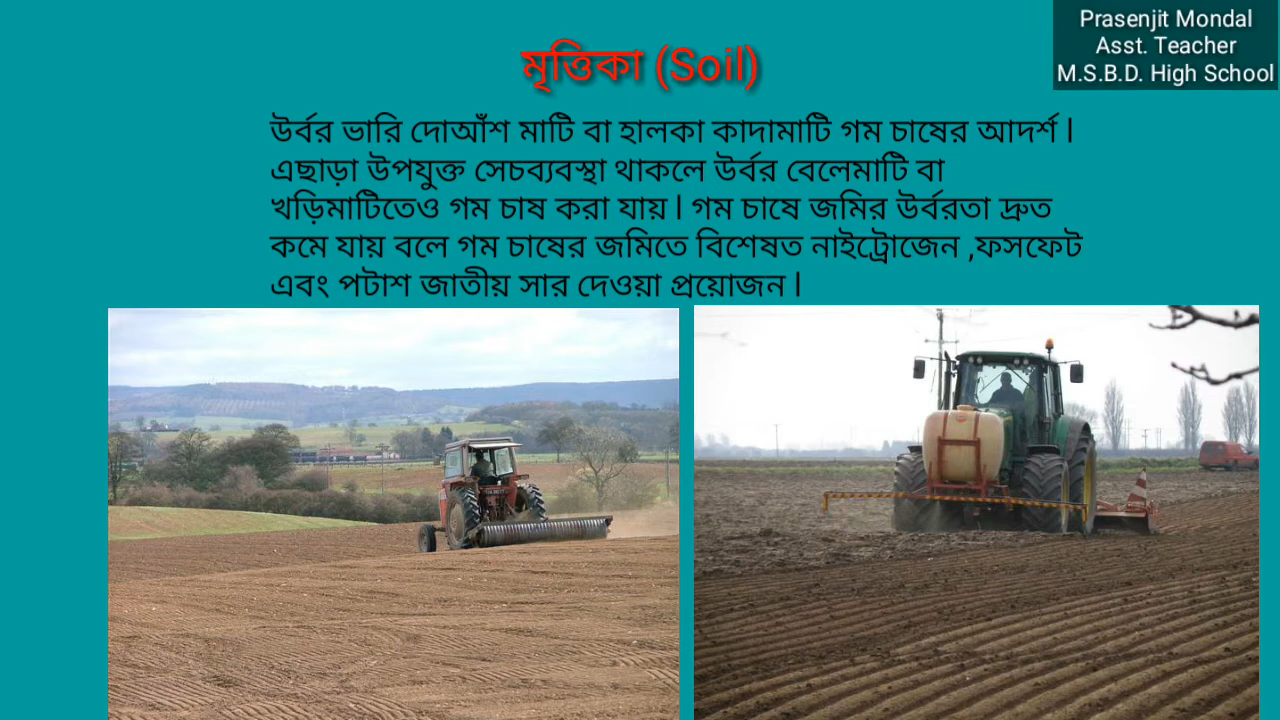 Prasenjit Mondal
Asst. Teacher
M.S.B.D. High School
মৃত্তিকা (Soil)
উর্বর ভারি দোআঁশ মাটি বা হালকা কাদামাটি গম চাষের আদর্শ l
এছাড়া উপযুক্ত সেচব্যবস্থা থাকলে উর্বর বেলেমাটি বা
খড়িমাটিতেও গম চাষ করা যায় l গম চাষে জমির উর্বরতা দ্রুত
কমে যায় বলে গম চাষের জমিতে বিশেষত নাইট্রোজেন ,ফসফেট
এবং পটাশ জাতীয় সার দেওয়া প্রয়োজন l